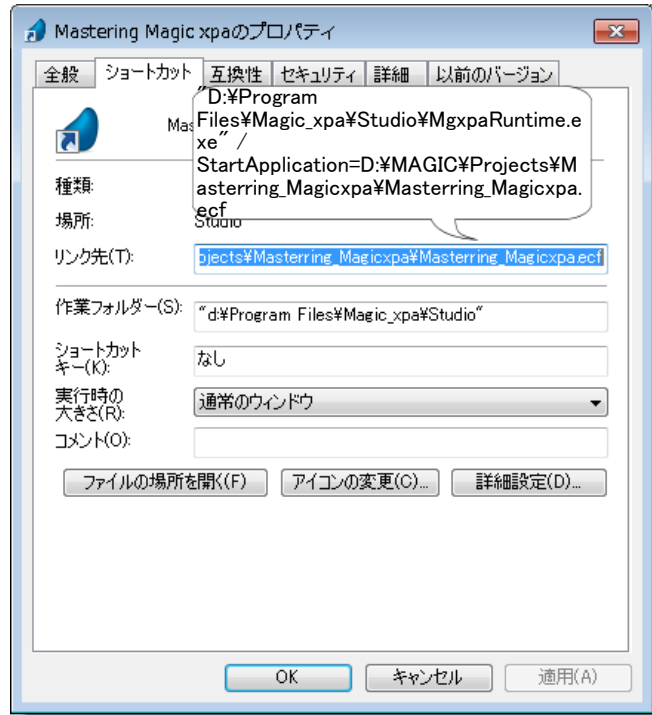 Mastering Magic xpaのプロパティ
全般 ショートカット 互換性 セキュリティ 詳細 以前のバージョン
"D:¥Program
Files¥Magic_xpa¥Studio¥MgxpaRuntime.e
xe" /
StartApplication=D:¥MAGIC¥Projects¥M
asterring_Magicxpa¥Masterring_Magicxpa.
ecf
種類:
場所: Studio
リンク先(T): ojects¥Masterring_Magicxpa¥Masterring_Magicxpa.ecf
作業フォルダー(S): "d:¥Program Files¥Magic_xpa¥Studio"
ショートカット
キー(K): なし
実行時の
大きさ(R): 通常のウィンドウ
コメント(O):
ファイルの場所を開く(F) アイコンの変更(C)... 詳細設定(D)...
OK キャンセル 適用(A)